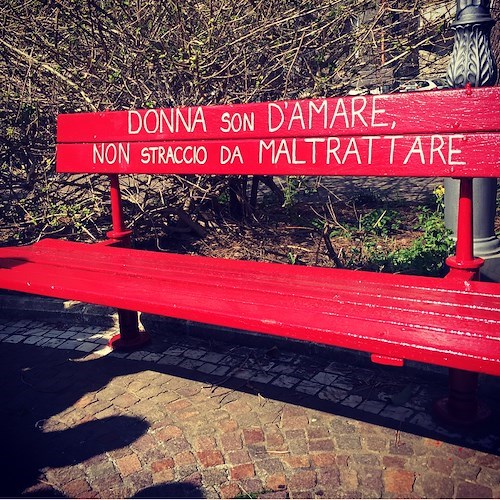 DONNA SON D'AMARE,
NON STRACCIO DA MALTRATTARE